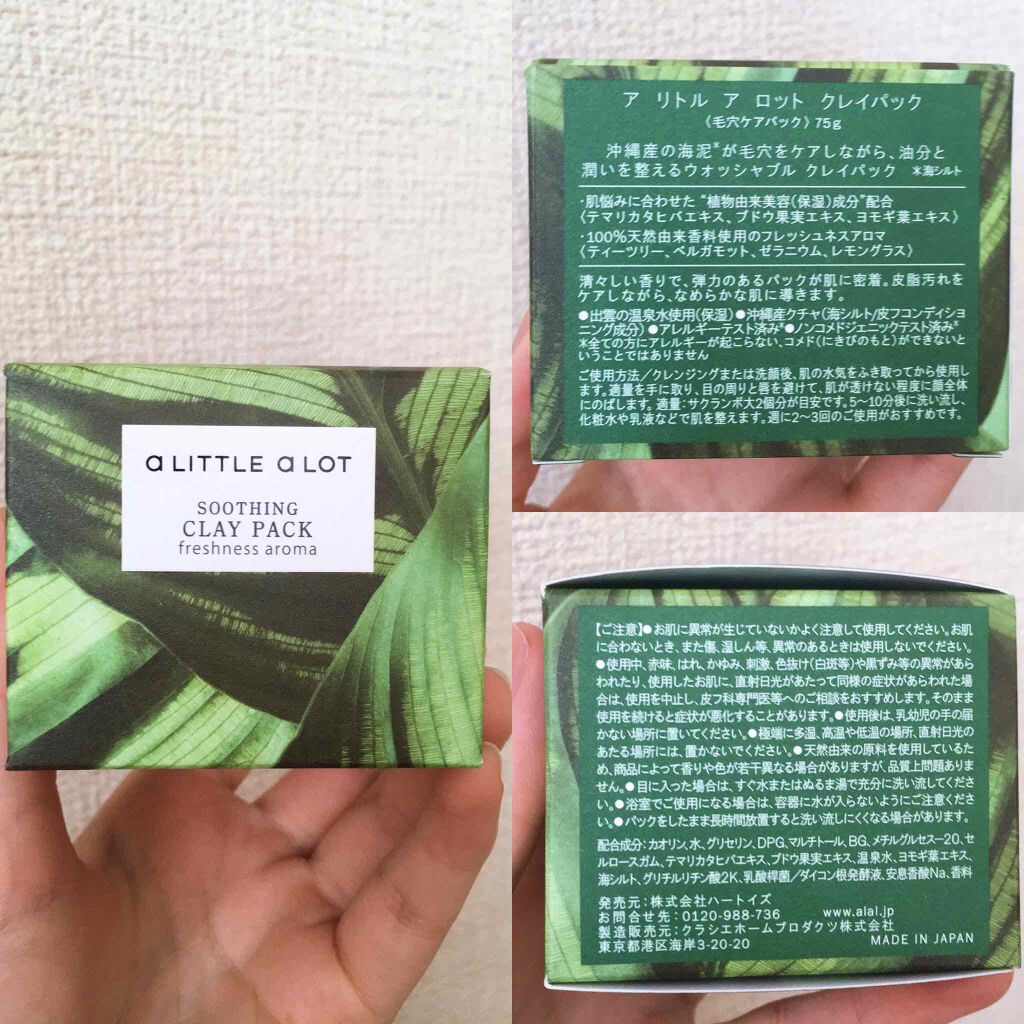 a LITTLE a LOT
SOOTHING
CLAY PACK
freshness aroma
ア リトル ア ロット クレイパック
〈毛穴ケアパック〉75g
沖縄産の海泥*が毛穴をケアしながら、油分と
潤いを整えるウォッシャブル クレイパック *海シルト
・肌悩みに合わせた “植物由来美容(保湿)成分”配合
〈テマリカタヒバエキス、ブドウ果実エキス、ヨモギ葉エキス〉
・100%天然由来香料使用のフレッシュネスアロマ
〈ティーツリー、ベルガモット、ゼラニウム、レモングラス〉
清々しい香りで、弾力のあるパックが肌に密着。皮脂汚れを
ケアしながら、なめらかな肌に導きます。
●出雲の温泉水使用(保湿)●沖縄産クチャ(海シルト/皮フコンディショ
ニング成分)●アレルギーテスト済み*●ノンコメドジェニックテスト済み*
*全ての方にアレルギーが起こらない、コメド(にきびのもと)ができないと
いうことではありません
ご使用方法/クレンジングまたは洗顔後、肌の水気をふき取ってから使用し
ます。適量を手に取り、目の周りと唇を避けて、肌が透けない程度に顔全体
にのばします。適量:サクランボ大2個分が目安です。5〜10分後に洗い流し、
化粧水や乳液などで肌を整えます。週に2〜3回のご使用がおすすめです。
【ご注意】●お肌に異常が生じていないかよく注意して使用してください。お肌
に合わないとき、また傷、湿しん等、異常のあるときは使用しないでください。
●使用中、赤味、はれ、かゆみ、刺激、色抜け(白斑等)や黒ずみ等の異常があら
われたり、使用したお肌に、直射日光があたって同様の症状があらわれた場
合は、使用を中止し、皮フ科専門医等へのご相談をおすすめします。そのまま
使用を続けると症状が悪化することがあります。●使用後は、乳幼児の手の届
かない場所に置いてください。●極端に多湿、高温や低温の場所、直射日光の
あたる場所には、置かないでください。●天然由来の原料を使用しているた
め、商品によって香りや色が若干異なる場合がありますが、品質上問題ありま
せん。●目に入った場合は、すぐ水またはぬるま湯で充分に洗い流してくださ
い。●浴室でご使用になる場合は、容器に水が入らないようにご注意くださ
い。●パックをしたまま長時間放置すると洗い流しにくくなる場合があります。
配合成分:カオリン、水、グリセリン、DPG、マルチトール、BG、メチルグルセス-20、セ
ルロースガム、テマリカタヒバエキス、ブドウ果実エキス、温泉水、ヨモギ葉エキス、
海シルト、グリチルリチン酸2K、乳酸桿菌/ダイコン根発酵液、安息香酸Na、香料
発売元:株式会社ハートイズ
お問合せ先:0120-988-736 www.alal.jp
製造販売元:クラシエホームプロダクツ株式会社
東京都港区海岸3-20-20 MADE IN JAPAN